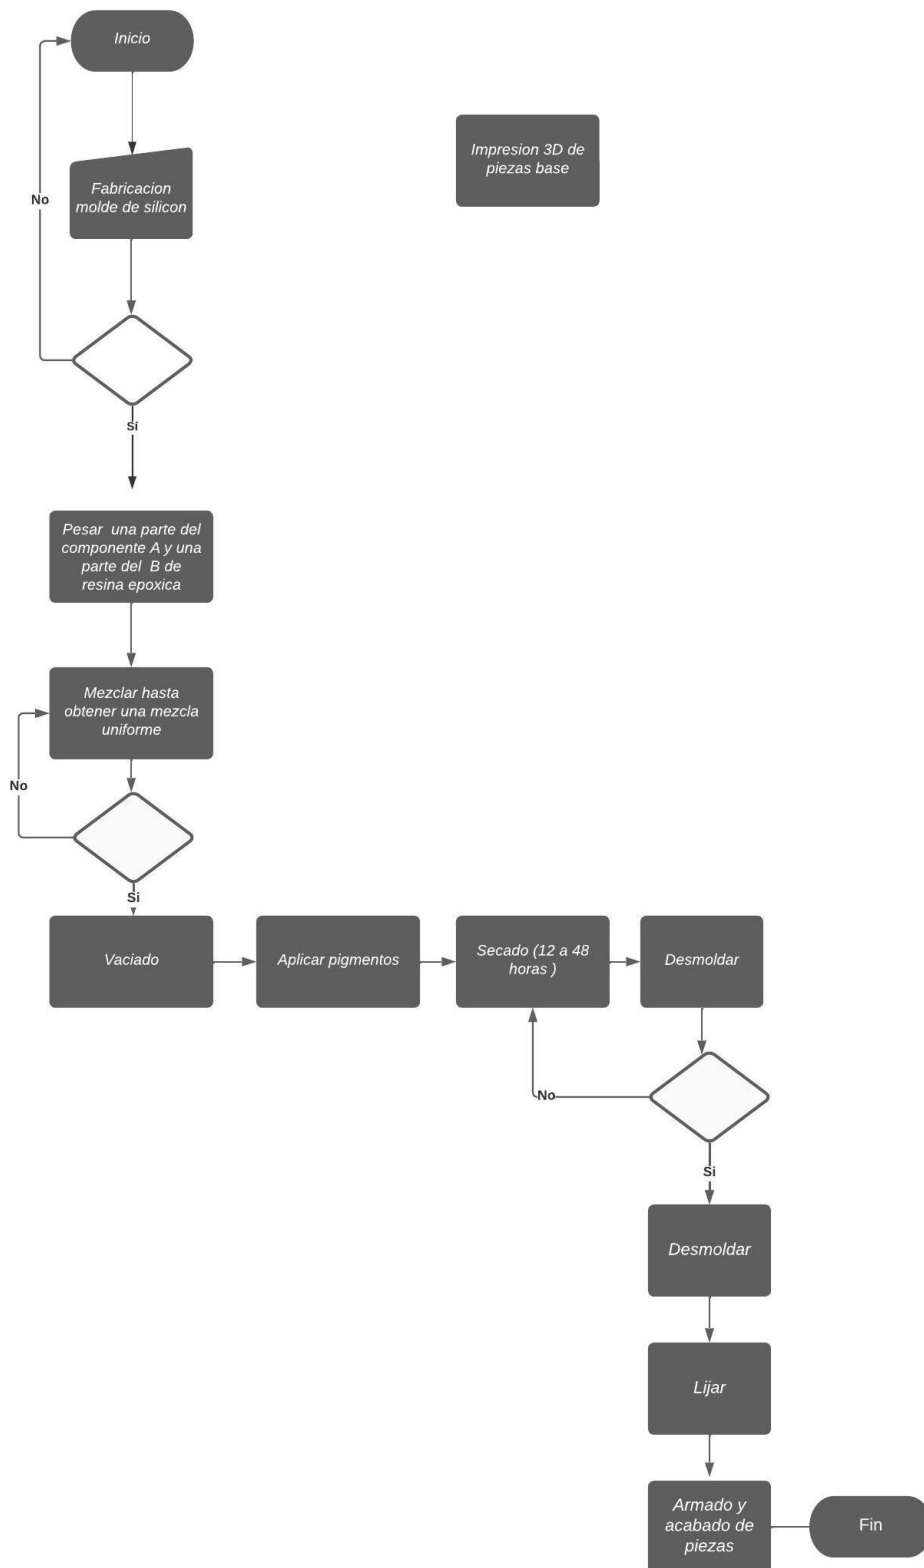 Inicio
Impresion 3D de
piezas base
No
Fabricacion
molde de silicon
Sí
Pesar una parte del
componente A y una
parte del B de
resina epoxica
Mezclar hasta
obtener una mezcla
uniforme
No
Si
Vaciado
Aplicar pigmentos
Secado (12 a 48
horas )
Desmoldar
No
Si
Desmoldar
Lijar
Armado y
acabado de
piezas
Fin